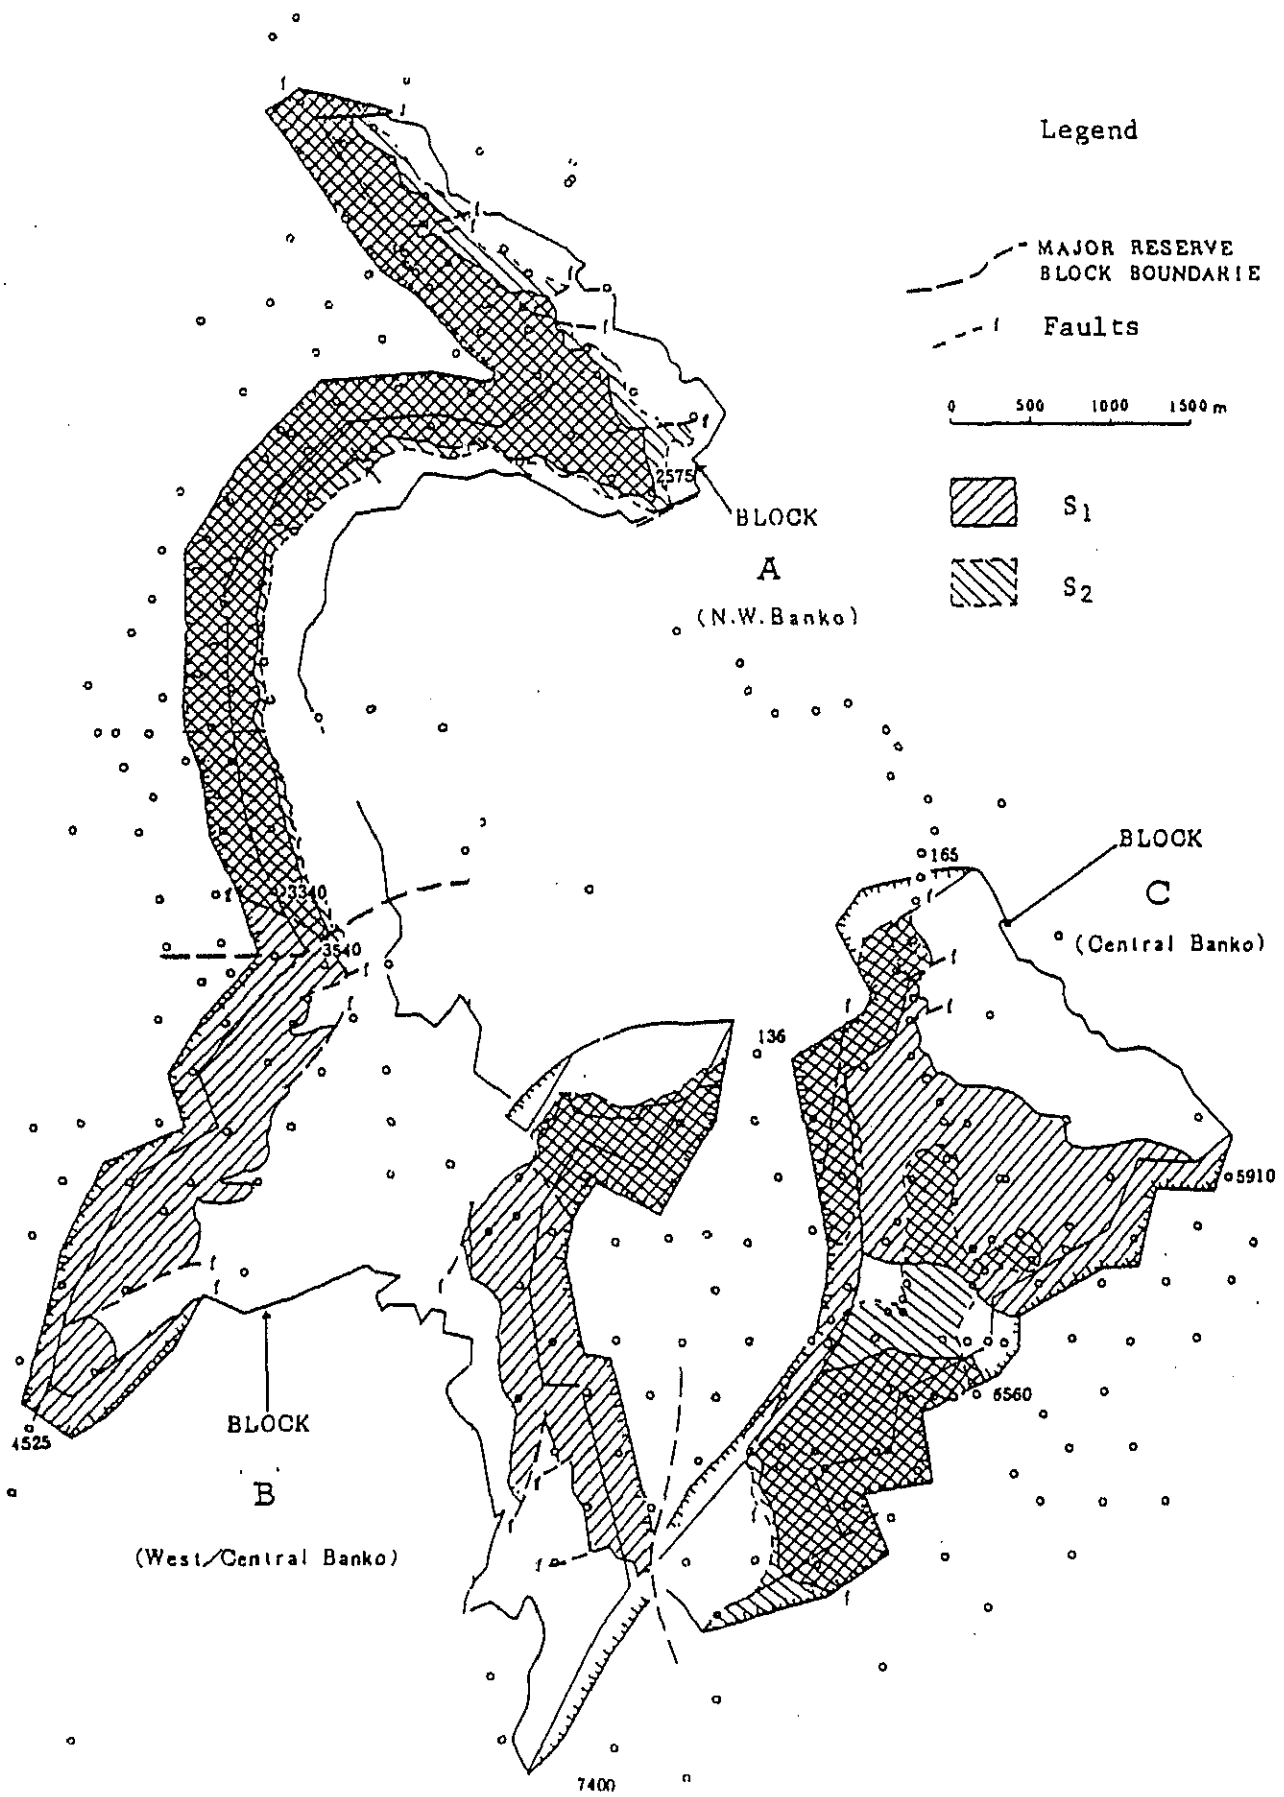 Legend
MAJOR RESERVE
BLOCK BOUNDARIE
f Faults
0 500 1000 1500 m
S1
S2
f
f
f
f
f
f
f
2575
BLOCK
A
(N.W.Banko)
BLOCK
165
C
f 3340
f
(Central Banko)
3540
f
f
f
f
f
136
5910
f
f
f
6560
BLOCK
4525
B
f
f
f
(West/Central Banko)
f
f
7400